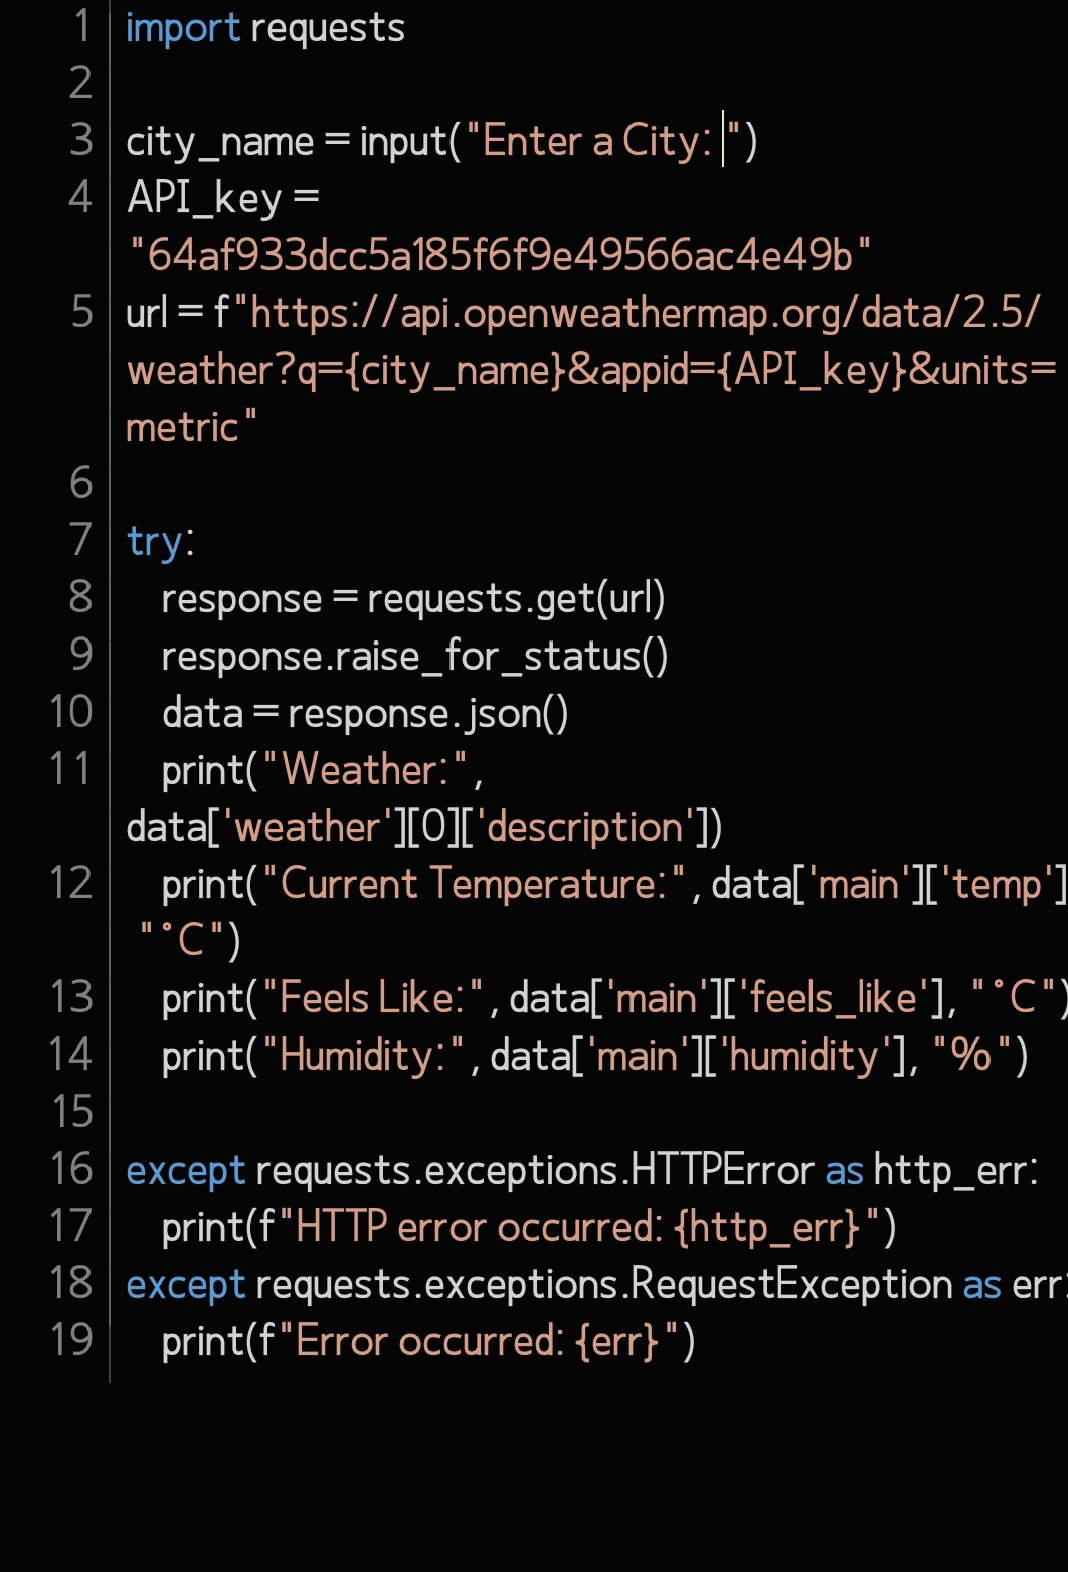 1 import requests
2
3 city_name = input("Enter a City: ")
4 API_key =
"64af933dcc5a185f6f9e49566ac4e49b"
5 url = f"https://api.openweathermap.org/data/2.5/
weather?q={city_name}&appid={API_key}&units=
metric"
6
7 try:
8 response = requests.get(url)
9 response.raise_for_status()
10 data = response.json()
11 print("Weather:",
data['weather'][0]['description'])
12 print("Current Temperature:", data['main']['temp']
"°C")
13 print("Feels Like:", data['main']['feels_like'], "°C")
14 print("Humidity:", data['main']['humidity'], "%")
15
16 except requests.exceptions.HTTPError as http_err:
17 print(f"HTTP error occurred: {http_err}")
18 except requests.exceptions.RequestException as err:
19 print(f"Error occurred: {err}")